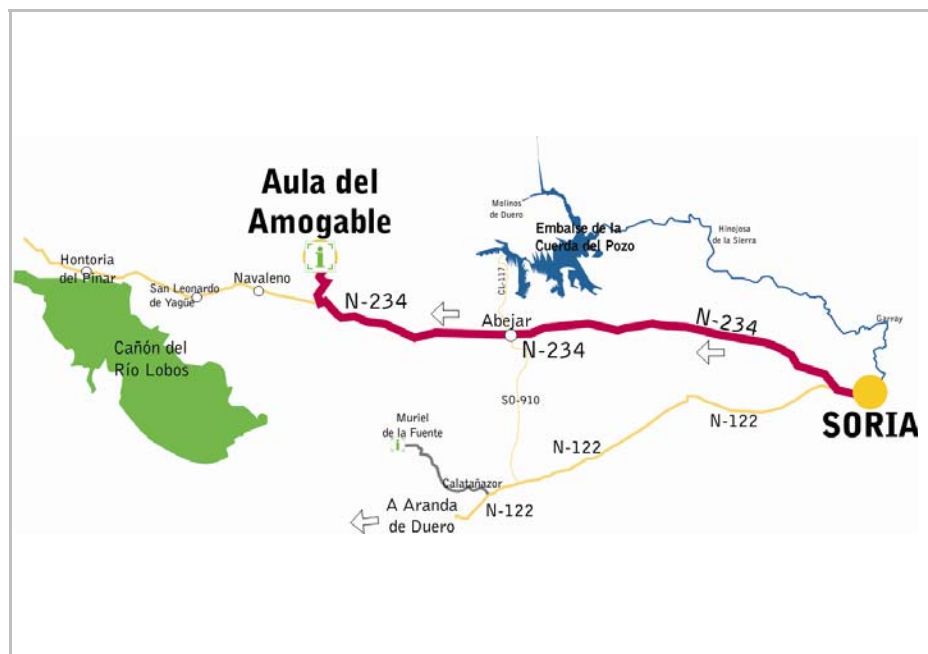 Aula del
Amogable
i
Molinos
de Duero
Embalse de la
Cuerda del Pozo
Hinojosa
de la Sierra
Hontoria
del Pinar
San Leonardo
de Yagüe
Navaleno
N-234
CL-117
Abejar
N-234
N-234
Garray
Cañón del
Río Lobos
SO-910
SORIA
Muriel
de la Fuente
i
N-122
N-122
Calatañazor
A Aranda
de Duero
N-122